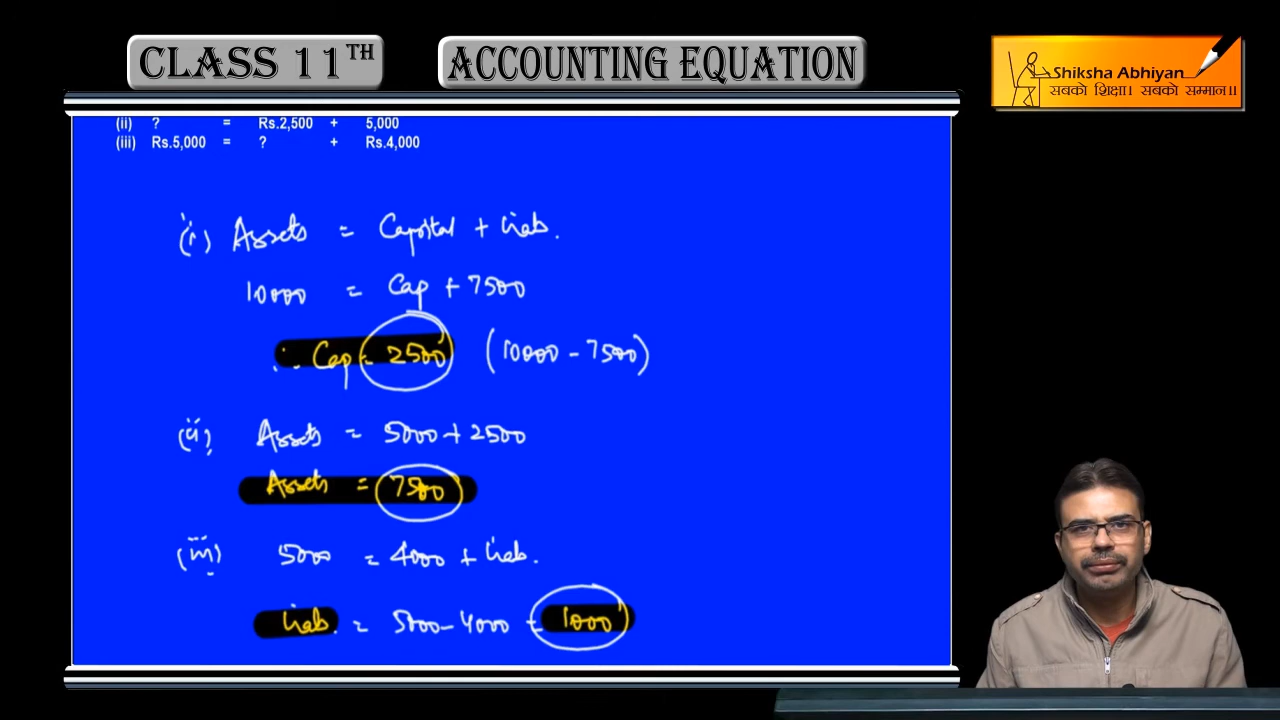 CLASS 11TH
ACCOUNTING EQUATION
Shiksha Abhiyan
सबको शिक्षा। सबको सम्मान।।
(ii) ? = Rs.2,500 + 5,000
(iii) Rs.5,000 = ? + Rs.4,000
(i) Assets = Capital + Liab.
10000 = Cap + 7500
∴ Cap = 2500 (10000 - 7500)
(ii) Assets = 5000 + 2500
Assets = 7500
(iii) 5000 = 4000 + Liab.
Liab. = 5000 - 4000 = 1000